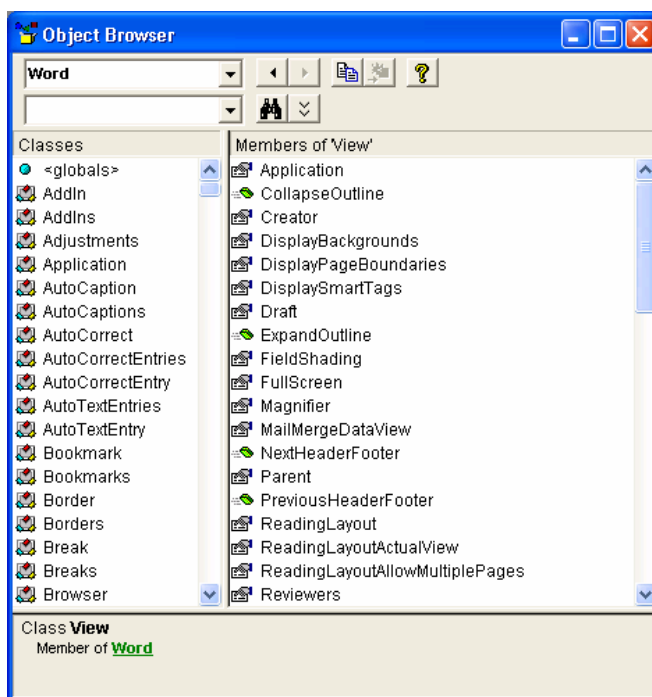 Object Browser
Word
Classes
Members of 'View'
<globals>
AddIn
AddIns
Adjustments
Application
AutoCaption
AutoCaptions
AutoCorrect
AutoCorrectEntries
AutoCorrectEntry
AutoTextEntries
AutoTextEntry
Bookmark
Bookmarks
Border
Borders
Break
Breaks
Browser
Application
CollapseOutline
Creator
DisplayBackgrounds
DisplayPageBoundaries
DisplaySmartTags
Draft
ExpandOutline
FieldShading
FullScreen
Magnifier
MailMergeDataView
NextHeaderFooter
Parent
PreviousHeaderFooter
ReadingLayout
ReadingLayoutActualView
ReadingLayoutAllowMultiplePages
Reviewers
Class View
Member of Word